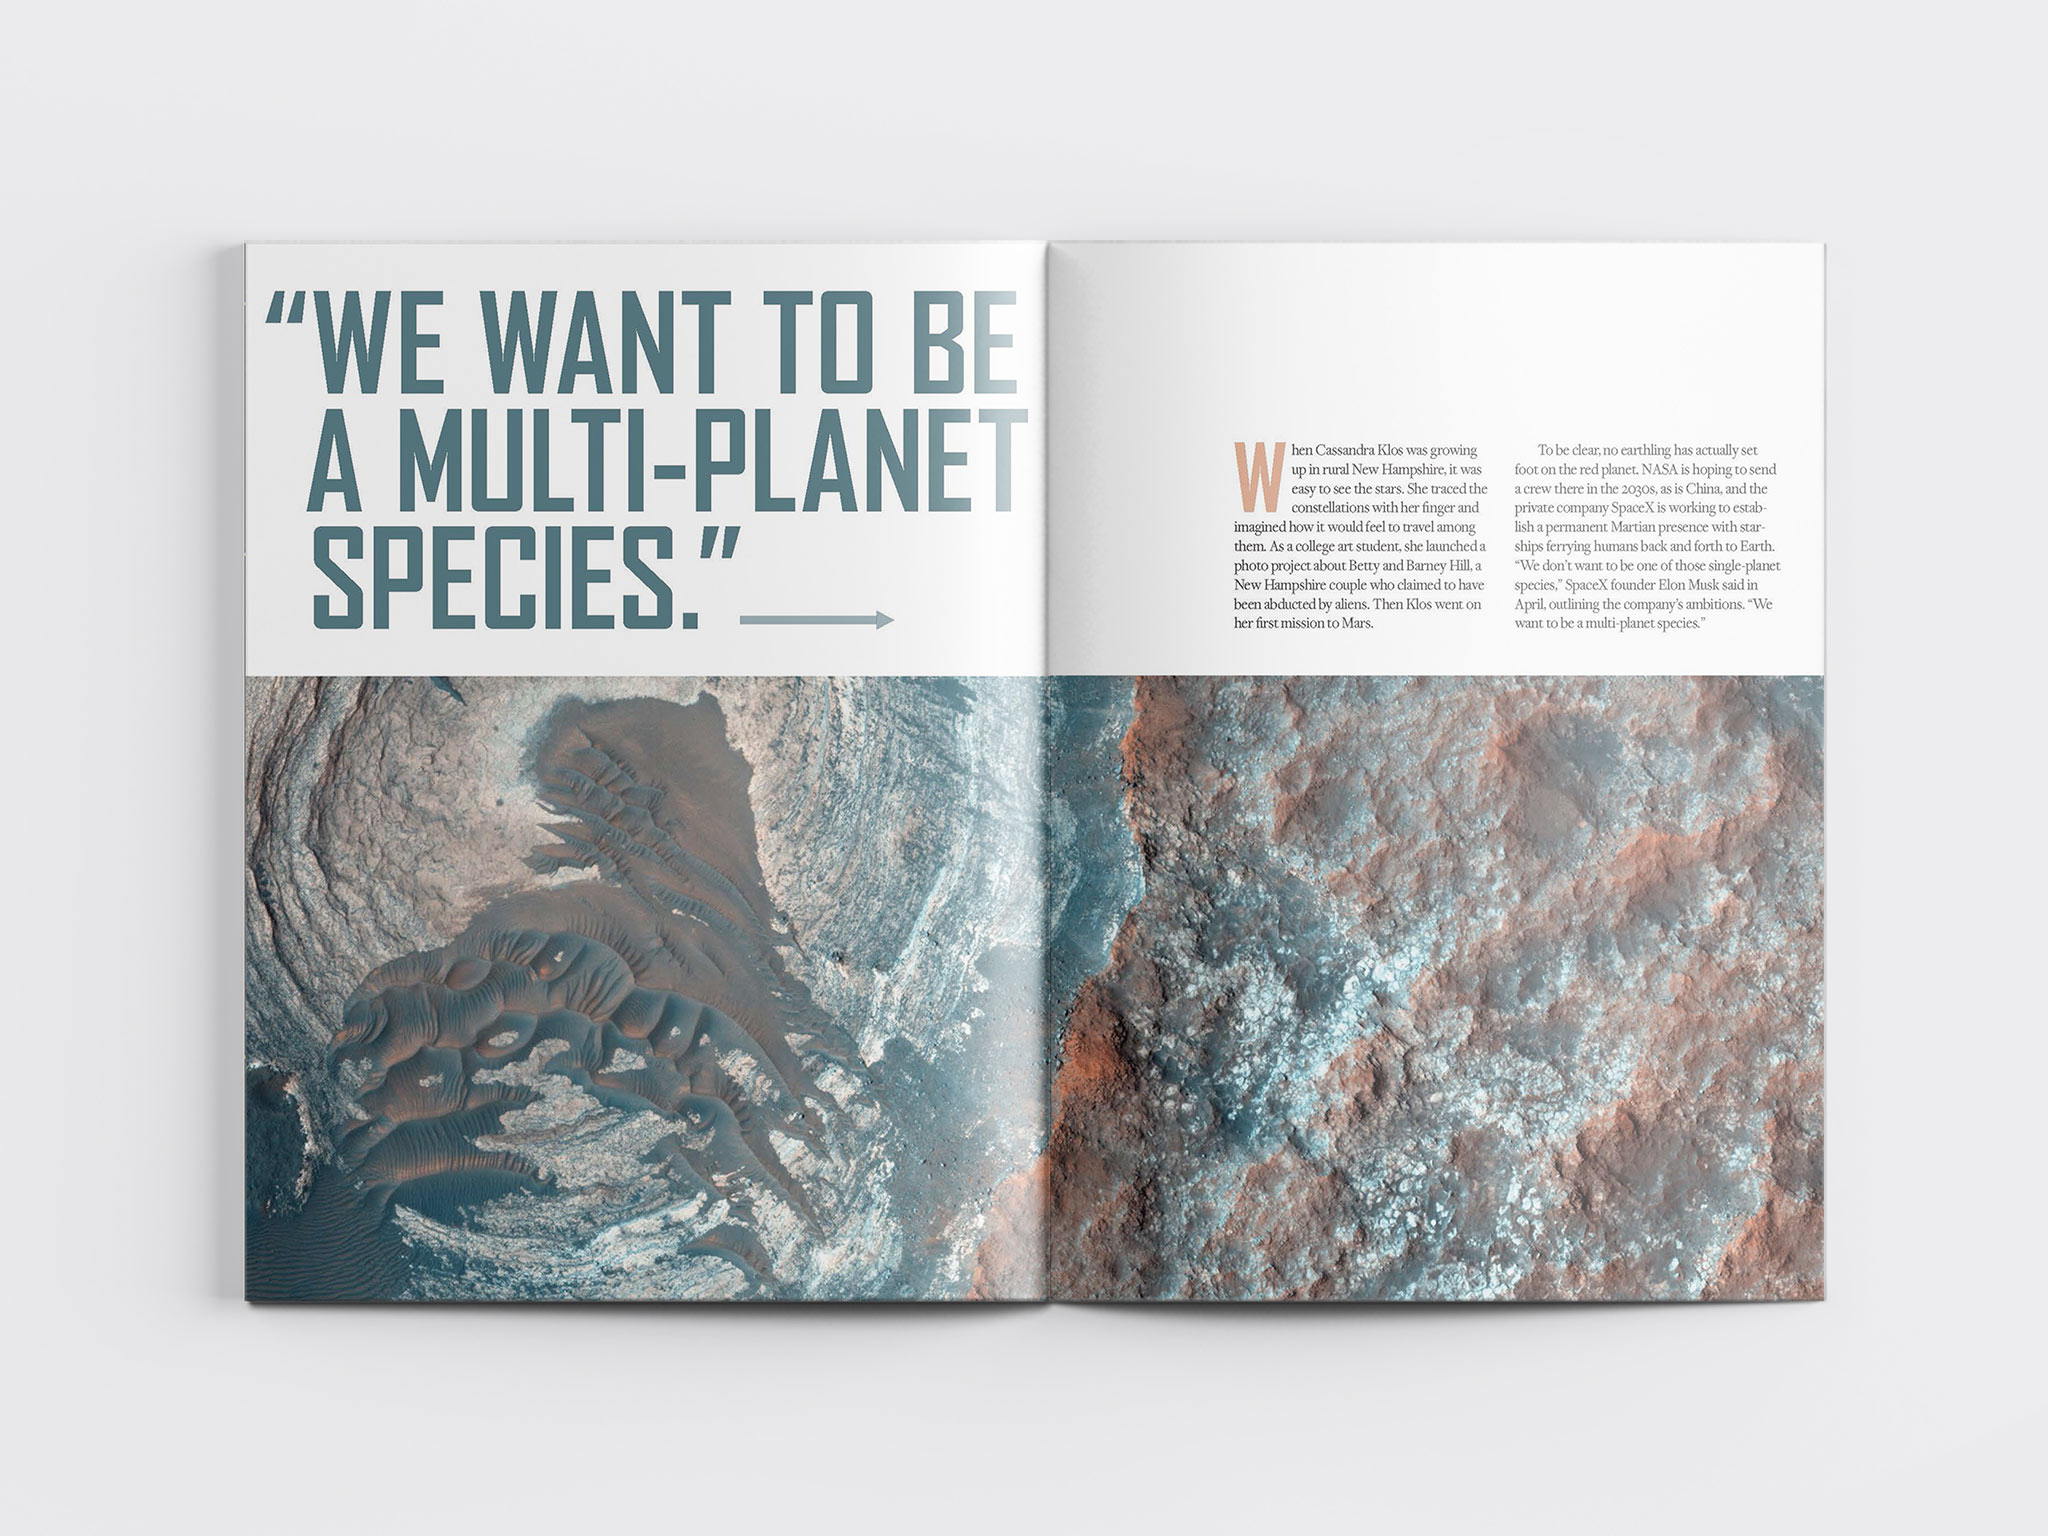 “WE WANT TO BE
A MULTI-PLANET
SPECIES.”
When Cassandra Klos was growing
up in rural New Hampshire, it was
easy to see the stars. She traced the
constellations with her finger and
imagined how it would feel to travel among
them. As a college art student, she launched a
photo project about Betty and Barney Hill, a
New Hampshire couple who claimed to have
been abducted by aliens. Then Klos went on
her first mission to Mars.
To be clear, no earthling has actually set
foot on the red planet. NASA is hoping to send
a crew there in the 2030s, as is China, and the
private company SpaceX is working to estab-
lish a permanent Martian presence with star-
ships ferrying humans back and forth to Earth.
“We don’t want to be one of those single-planet
species,” SpaceX founder Elon Musk said in
April, outlining the company’s ambitions. “We
want to be a multi-planet species.”